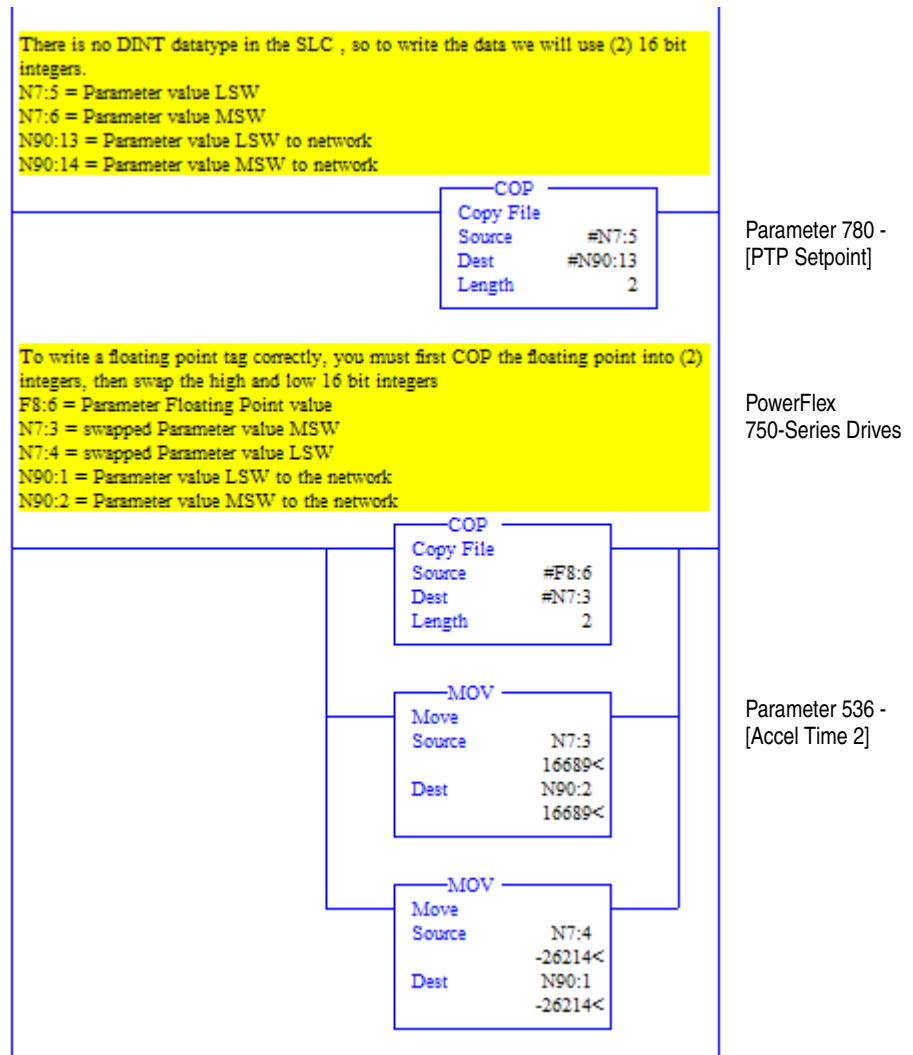 There is no DINT datatype in the SLC , so to write the data we will use (2) 16 bit
integers.
N7:5 = Parameter value LSW
N7:6 = Parameter value MSW
N90:13 = Parameter value LSW to network
N90:14 = Parameter value MSW to network
COP
Copy File
Source #N7:5
Dest #N90:13
Length 2
Parameter 780 -
[PTP Setpoint]
To write a floating point tag correctly, you must first COP the floating point into (2)
integers, then swap the high and low 16 bit integers
F8:6 = Parameter Floating Point value
N7:3 = swapped Parameter value MSW
N7:4 = swapped Parameter value LSW
N90:1 = Parameter value LSW to the network
N90:2 = Parameter value MSW to the network
PowerFlex
750-Series Drives
COP
Copy File
Source #F8:6
Dest #N7:3
Length 2
MOV
Move
Source N7:3
16689<
Dest N90:2
16689<
Parameter 536 -
[Accel Time 2]
MOV
Move
Source N7:4
-26214<
Dest N90:1
-26214<